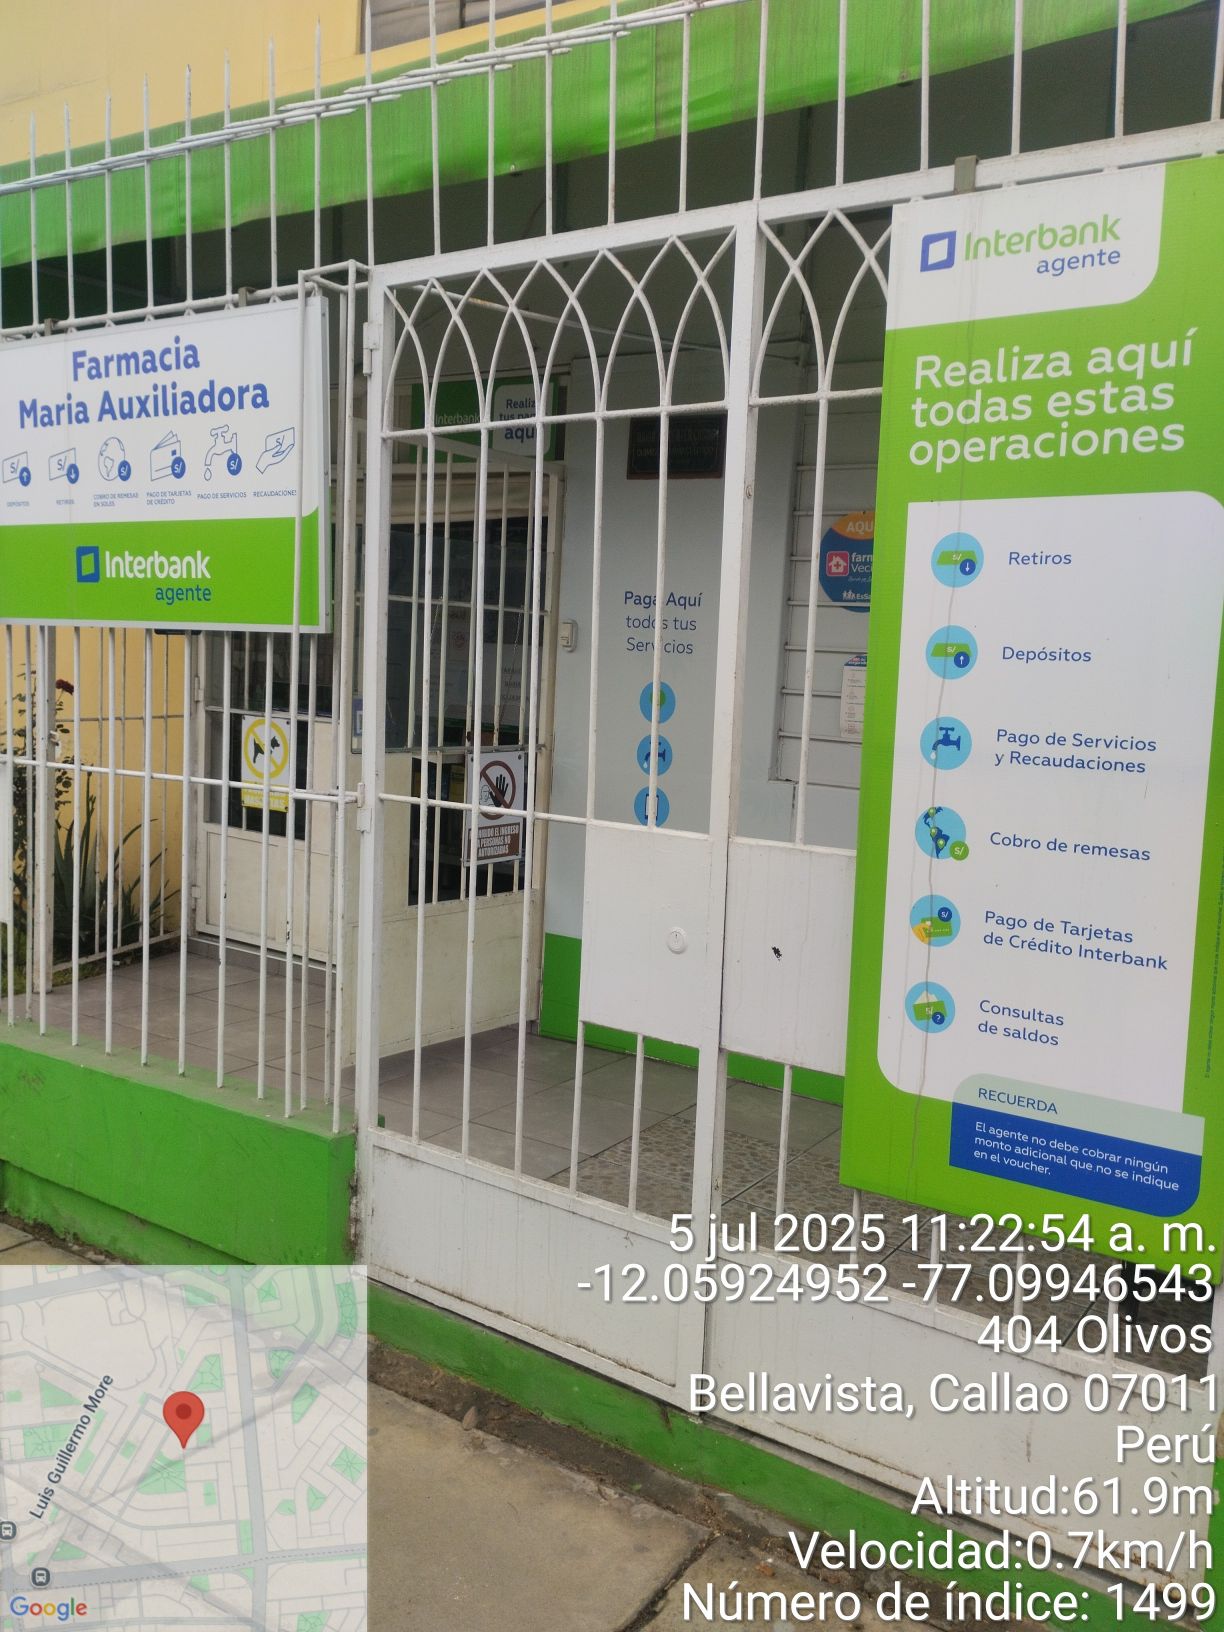 Farmacia
Maria Auxiliadora
DEPÓSITOS
RETIROS
COBRO DE REMESAS
EN SOLES
PAGO DE TARJETAS
DE CRÉDITO
PAGO DE SERVICIOS
RECAUDACIONES
Interbank
agente
Interbank
aquí
Paga Aquí
todos tus
Servicios
AQU
Interbank
agente
Realiza aquí
todas estas
operaciones
Retiros
Depósitos
Pago de Servicios
y Recaudaciones
Cobro de remesas
Pago de Tarjetas
de Crédito Interbank
Consultas
de saldos
RECUERDA
El agente no debe cobrar ningún
monto adicional que no se indique
en el voucher.
5 jul 2025 11:22:54 a. m.
-12.05924952 -77.09946543
404 Olivos
Bellavista, Callao 07011
Perú
Altitud:61.9m
Velocidad:0.7km/h
Número de índice: 1499
Luis Guillermo More
Google